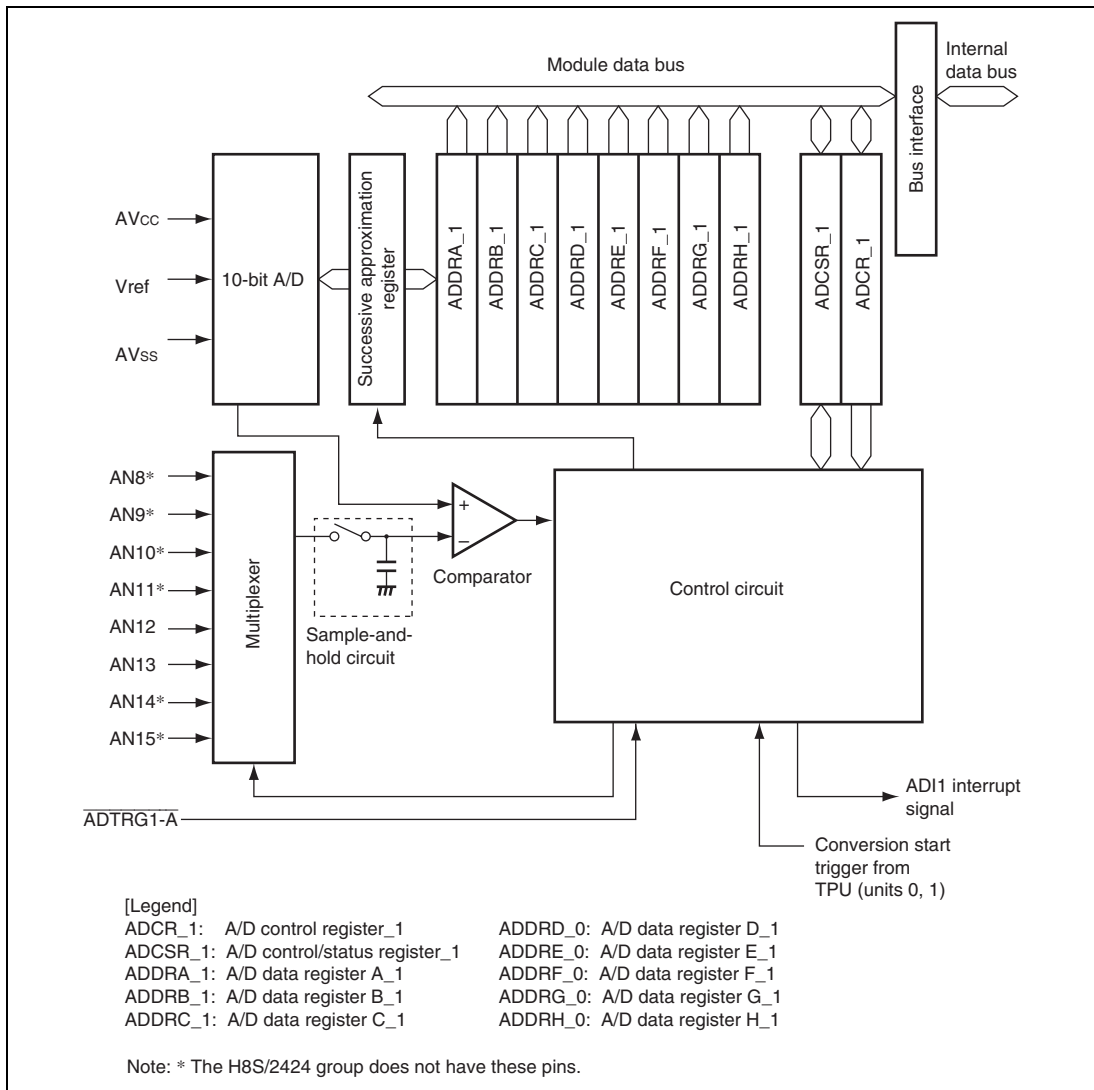 Module data bus
Internal
data bus
Bus interface
AVCC
Vref
AVSS
10-bit A/D
Successive approximation
register
ADDRA_1
ADDRB_1
ADDRC_1
ADDRD_1
ADDRE_1
ADDRF_1
ADDRG_1
ADDRH_1
ADCSR_1
ADCR_1
AN8*
AN9*
AN10*
AN11*
AN12
AN13
AN14*
AN15*
Multiplexer
+
−
Comparator
Sample-and-
hold circuit
Control circuit
ADTRG1-A
ADI1 interrupt
signal
Conversion start
trigger from
TPU (units 0, 1)
[Legend]
ADCR_1: A/D control register_1
ADCSR_1: A/D control/status register_1
ADDRA_1: A/D data register A_1
ADDRB_1: A/D data register B_1
ADDRC_1: A/D data register C_1
ADDRD_0: A/D data register D_1
ADDRE_0: A/D data register E_1
ADDRF_0: A/D data register F_1
ADDRG_0: A/D data register G_1
ADDRH_0: A/D data register H_1
Note: * The H8S/2424 group does not have these pins.